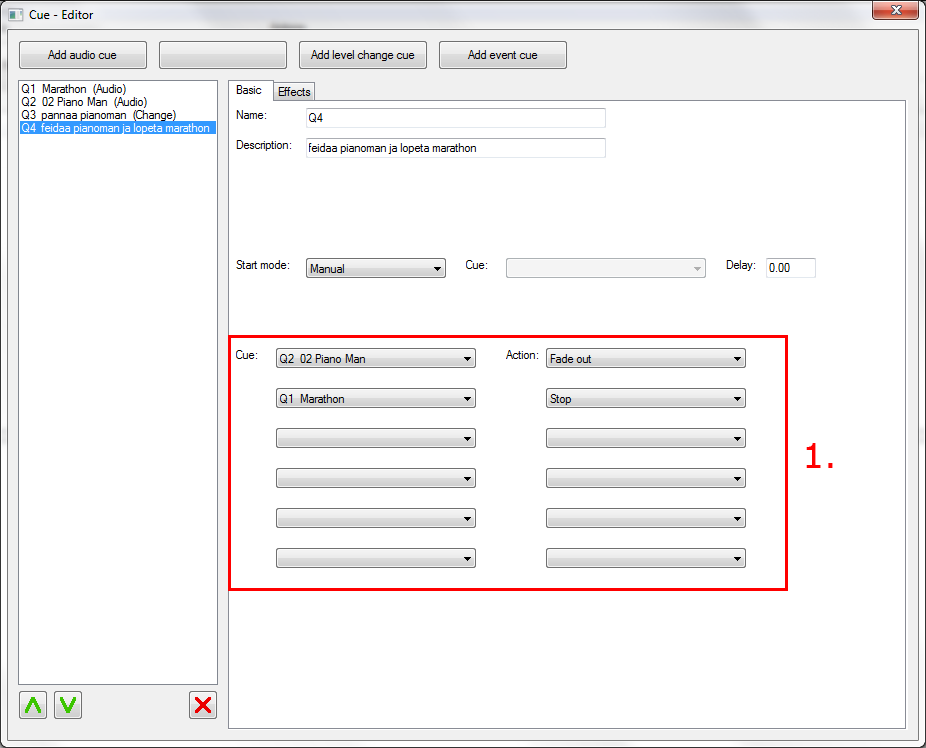 Cue - Editor
Add audio cue
Add level change cue
Add event cue
Q1 Marathon (Audio)
Q2 02 Piano Man (Audio)
Q3 pannaa pianoman (Change)
Q4 feidaa pianoman ja lopeta marathon
Basic
Effects
Name:
Q4
Description:
feidaa pianoman ja lopeta marathon
Start mode:
Manual
Cue:
Delay:
0.00
Cue:
Q2 02 Piano Man
Action:
Fade out
Q1 Marathon
Stop
1.